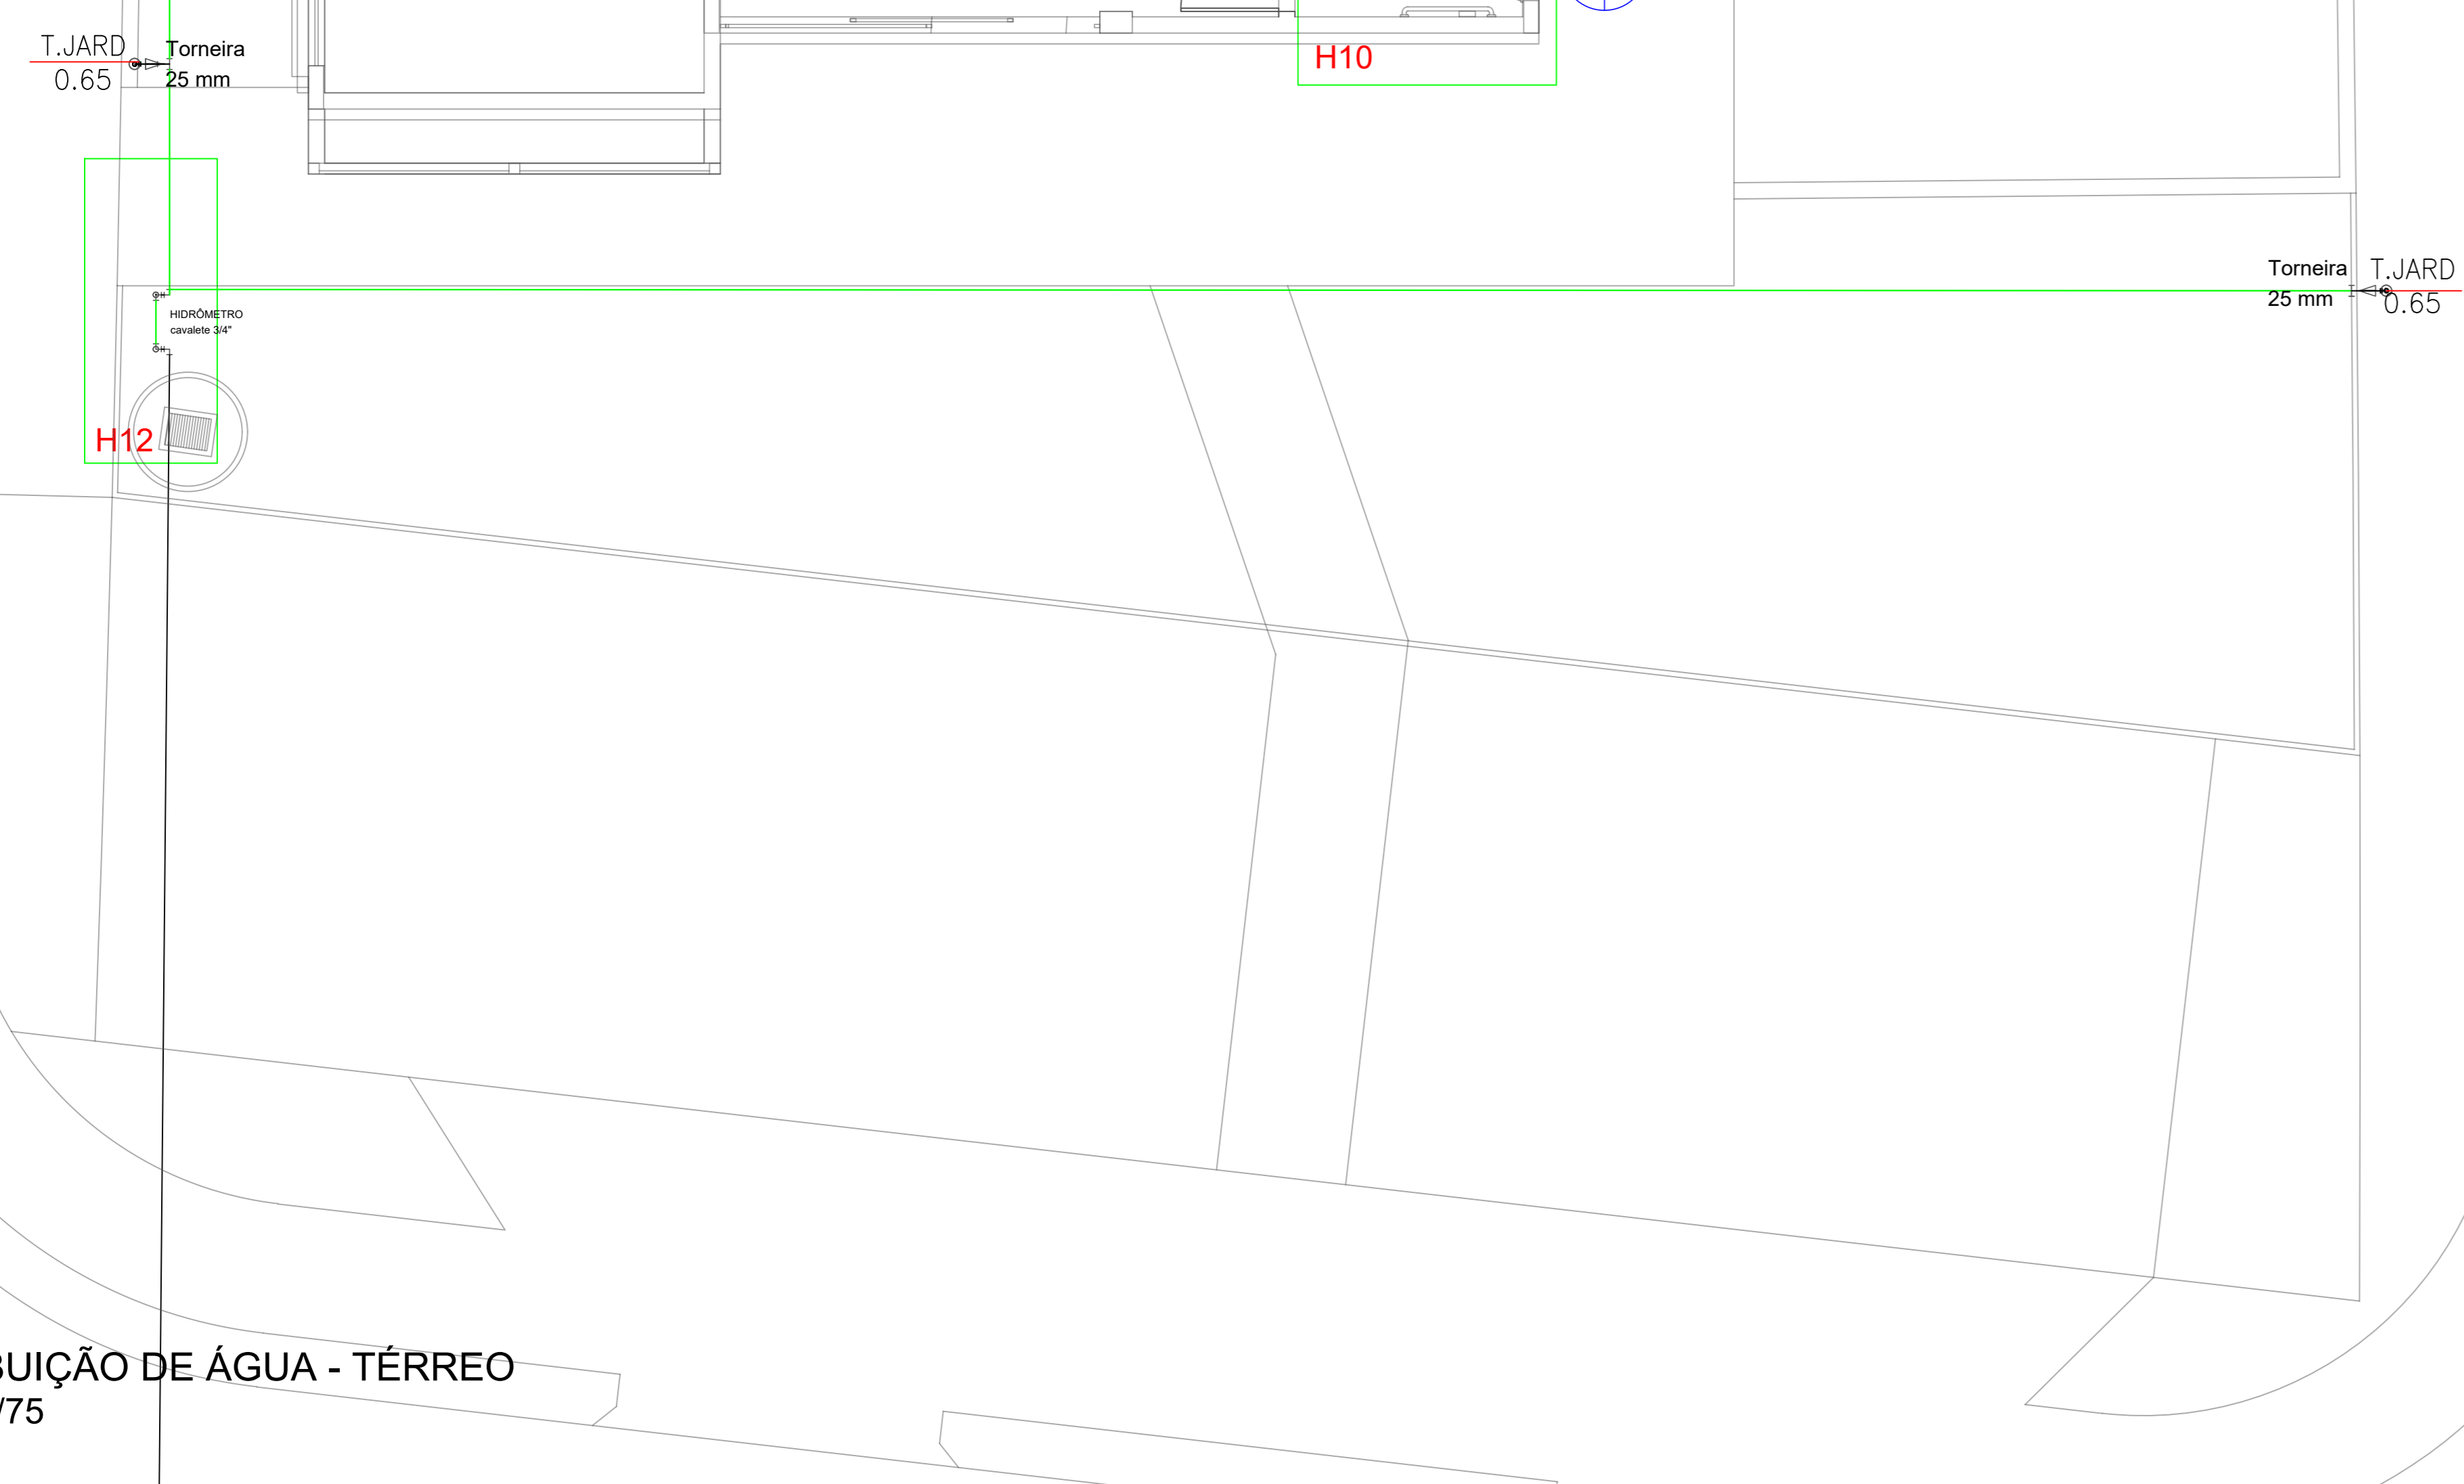 T.JARD
0.65
Torneira
25 mm
H10
Torneira
25 mm
T.JARD
0.65
HIDRÔMETRO
cavalete 3/4"
H12
BUIÇÃO DE ÁGUA - TÉRREO
/75